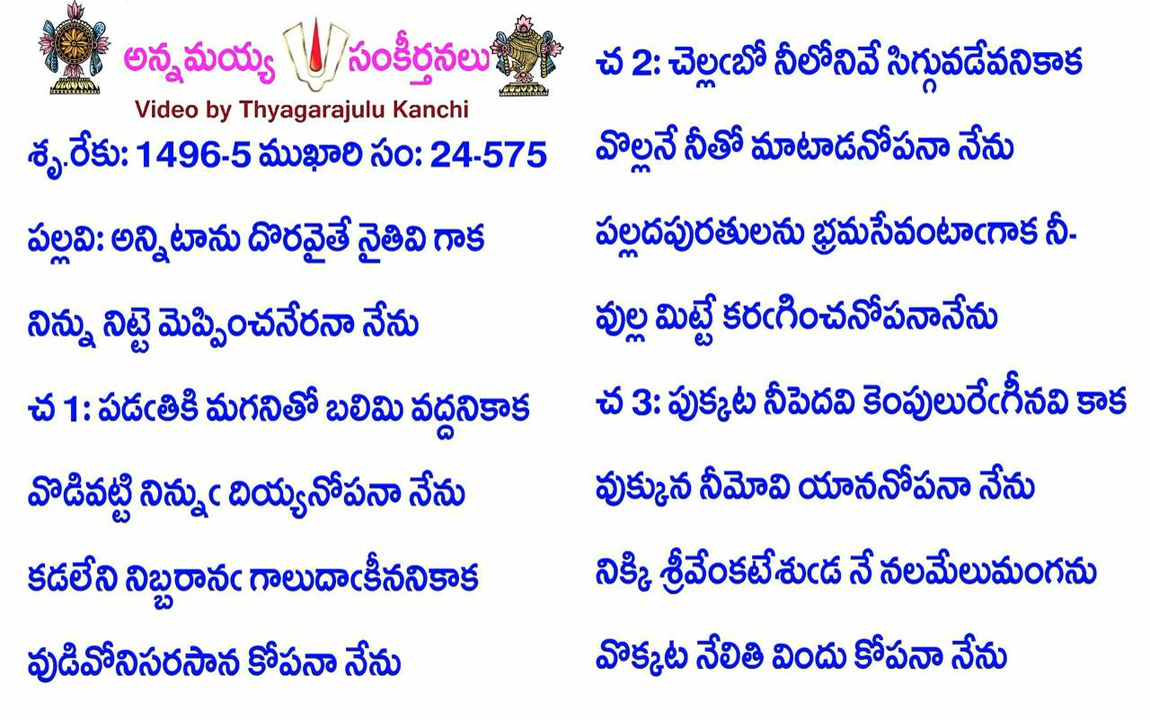 అన్నమయ్య సంకీర్తనలు
Video by Thyagarajulu Kanchi
శృ.రేకు: 1496-5 ముఖారి సం: 24-575
పల్లవి: అన్నిటాను దొరవైతే నైతివి గాక
నిన్ను నిట్టె మెప్పించనేరనా నేను
చ 1: పడఁతికి మగనితో బలిమి వద్దనికాక
వొడివట్టి నిన్నుఁ దియ్యనోపనా నేను
కడలేని నిబ్బరానఁ గాలుదాఁకీననికాక
వుడివోనిసరసాన కోపనా నేను
చ 2: చెల్లఁబో నీలోనివే సిగ్గువడేవనికాక
వొల్లనే నీతో మాటాడనోపనా నేను
పల్లదపురతులను భ్రమసేవంటాఁగాక నీ-
వుల్ల మిట్టే కరఁగించనోపనానేను
చ 3: పుక్కట నీపెదవి కెంపులురేఁగీనవి కాక
వుక్కున నీమోవి యాననోపనా నేను
నిక్కి శ్రీవేంకటేశుఁడ నే నలమేలుమంగను
వొక్కట నేలితి విందు కోపనా నేను